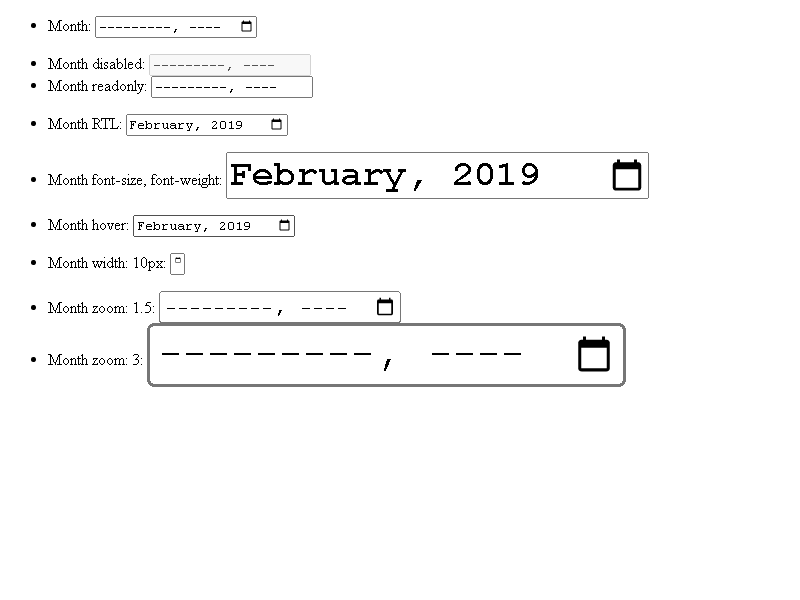 Month: ---------, ----
Month disabled: ---------, ----
Month readonly: ---------, ----
Month RTL: February, 2019
Month font-size, font-weight: February, 2019
Month hover: February, 2019
Month width: 10px:
Month zoom: 1.5: ---------, ----
Month zoom: 3: ---------, ----